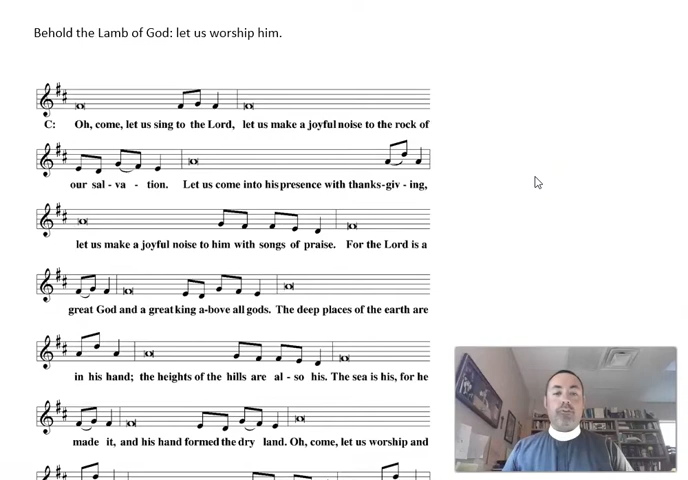 Behold the Lamb of God: let us worship him.
C: Oh, come, let us sing to the Lord, let us make a joyful noise to the rock of
our sal - va - tion. Let us come into his presence with thanks-giv - ing,
let us make a joyful noise to him with songs of praise. For the Lord is a
great God and a great king a-bove all gods. The deep places of the earth are
in his hand; the heights of the hills are al - so his. The sea is his, for he
made it, and his hand formed the dry land. Oh, come, let us worship and